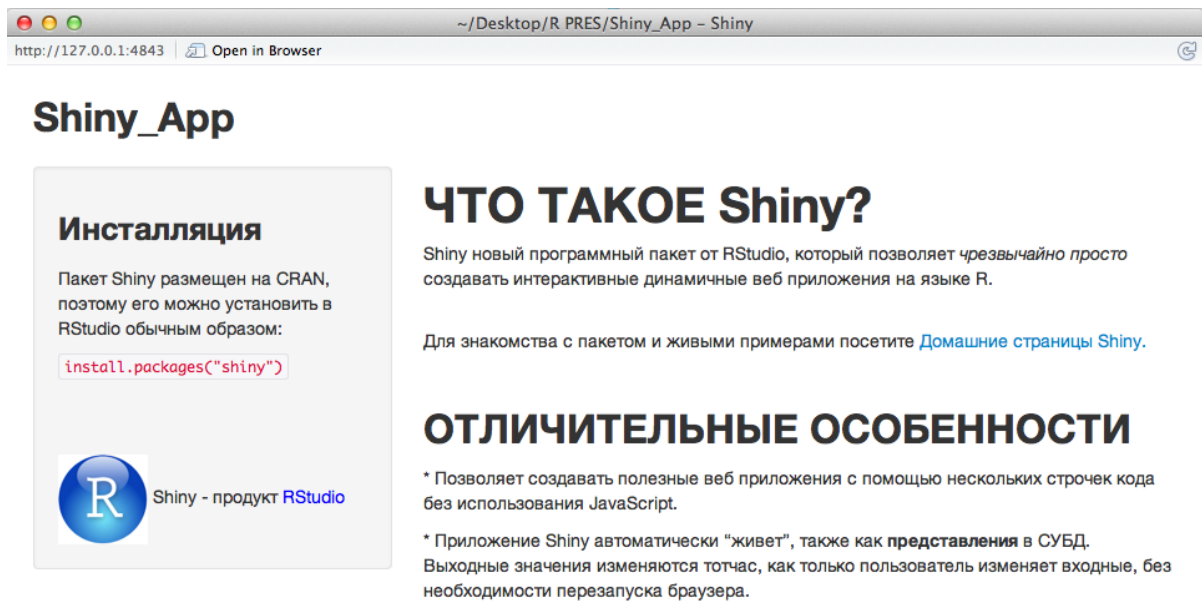 ~/Desktop/R PRES/Shiny_App – Shiny
http://127.0.0.1:4843 Open in Browser
Shiny_App
Инсталляция
Пакет Shiny размещен на CRAN,
поэтому его можно установить в
RStudio обычным образом:
install.packages("shiny")
R
Shiny - продукт RStudio
ЧТО ТАКОЕ Shiny?
Shiny новый программный пакет от RStudio, который позволяет чрезвычайно просто
создавать интерактивные динамичные веб приложения на языке R.
Для знакомства с пакетом и живыми примерами посетите Домашние страницы Shiny.
ОТЛИЧИТЕЛЬНЫЕ ОСОБЕННОСТИ
* Позволяет создавать полезные веб приложения с помощью нескольких строчек кода
без использования JavaScript.
* Приложение Shiny автоматически “живет”, также как представления в СУБД.
Выходные значения изменяются тотчас, как только пользователь изменяет входные, без
необходимости перезапуска браузера.